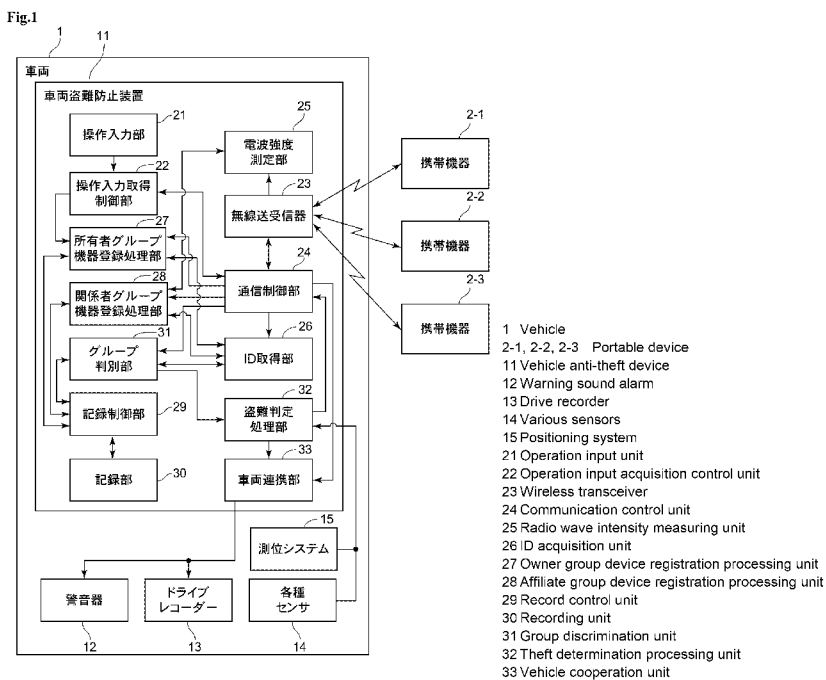 Fig.1
1
11
車両
車両盗難防止装置
21
操作入力部
25
電波強度
測定部
2-1
携帯機器
22
操作入力取得
制御部
23
無線送受信器
2-2
携帯機器
27
所有者グループ
機器登録処理部
24
通信制御部
2-3
携帯機器
28
関係者グループ
機器登録処理部
31
グループ
判別部
26
ID取得部
32
盗難判定
処理部
記録制御部
29
33
車両連携部
記録部
30
15
測位システム
警音器
ドライブ
レコーダー
各種
センサ
12
13
14
1 Vehicle
2-1, 2-2, 2-3 Portable device
11 Vehicle anti-theft device
12 Warning sound alarm
13 Drive recorder
14 Various sensors
15 Positioning system
21 Operation input unit
22 Operation input acquisition control unit
23 Wireless transceiver
24 Communication control unit
25 Radio wave intensity measuring unit
26 ID acquisition unit
27 Owner group device registration processing unit
28 Affiliate group device registration processing unit
29 Record control unit
30 Recording unit
31 Group discrimination unit
32 Theft determination processing unit
33 Vehicle cooperation unit